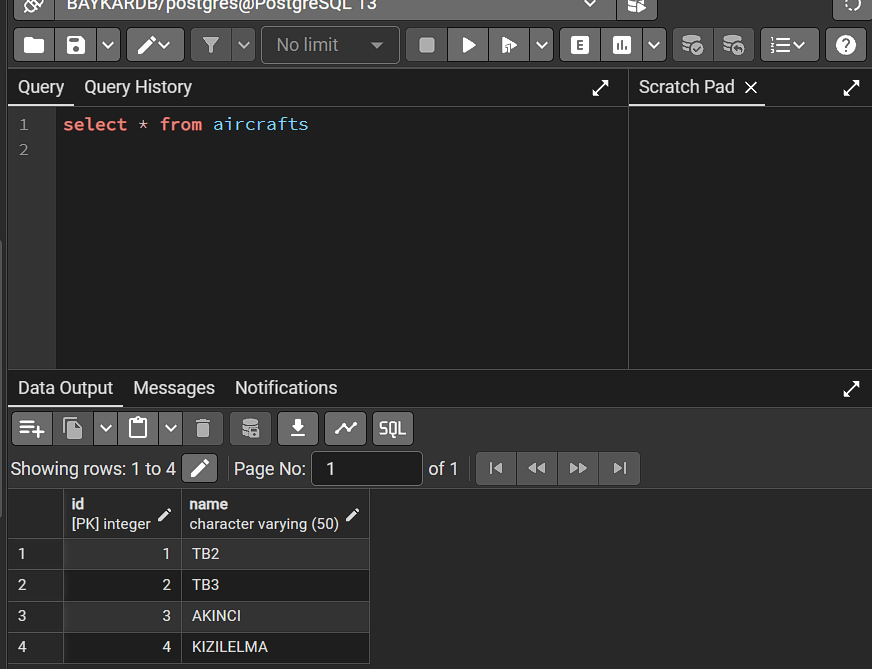 BAYKARDB/postgres@PostgreSQL 13
No limit
E
Query Query History
Scratch Pad
1 select * from aircrafts
2
Data Output Messages Notifications
SQL
Showing rows: 1 to 4 Page No: 1 of 1
id name
[PK] integer character varying (50)
1 1 TB2
2 2 TB3
3 3 AKINCI
4 4 KIZILELMA